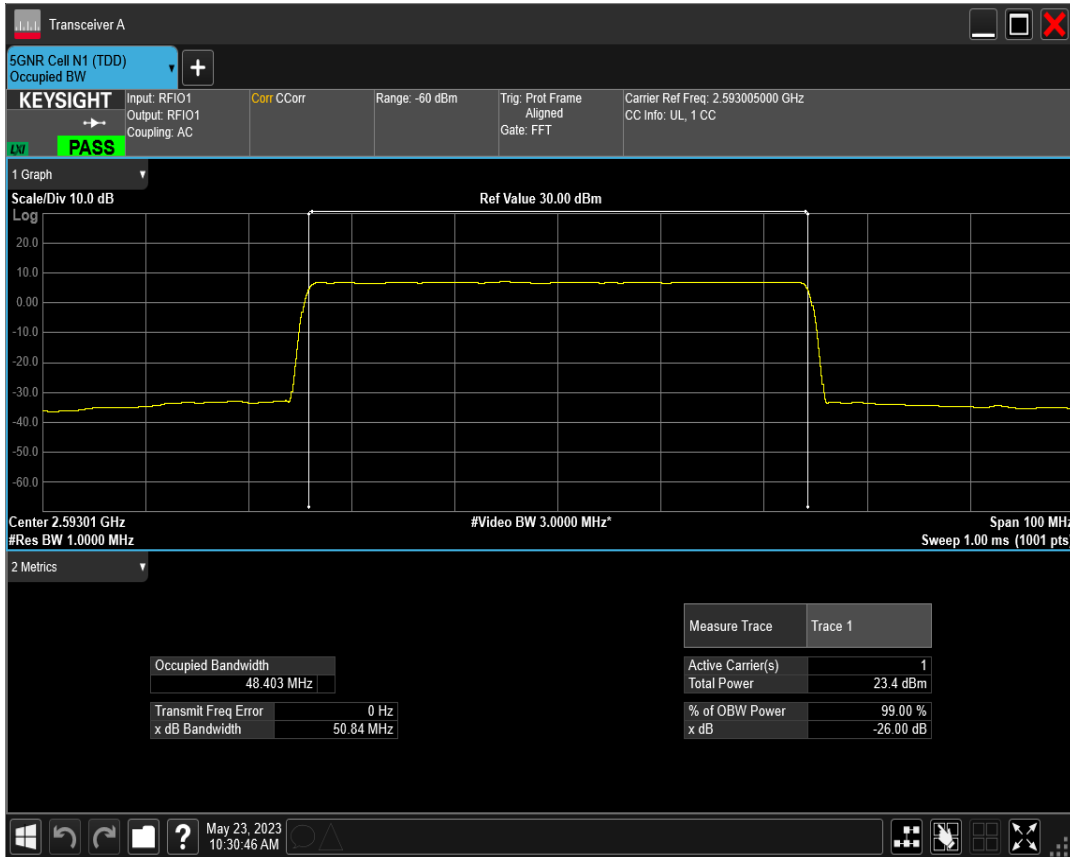 Transceiver A
5GNR Cell N1 (TDD)
Occupied BW
+
KEYSIGHT
LXI
PASS
Input: RFIO1
Output: RFIO1
Coupling: AC
Corr CCorr
Range: -60 dBm
Trig: Prot Frame
Aligned
Gate: FFT
Carrier Ref Freq: 2.593005000 GHz
CC Info: UL, 1 CC
1 Graph
Scale/Div 10.0 dB
Ref Value 30.00 dBm
Log
20.0
10.0
0.00
-10.0
-20.0
-30.0
-40.0
-50.0
-60.0
Center 2.59301 GHz
#Video BW 3.0000 MHz*
Span 100 MHz
#Res BW 1.0000 MHz
Sweep 1.00 ms (1001 pts)
2 Metrics
Measure Trace Trace 1
Occupied Bandwidth
48.403 MHz
Active Carrier(s) 1
Total Power 23.4 dBm
Transmit Freq Error 0 Hz
x dB Bandwidth 50.84 MHz
% of OBW Power 99.00 %
x dB -26.00 dB
?
May 23, 2023
10:30:46 AM